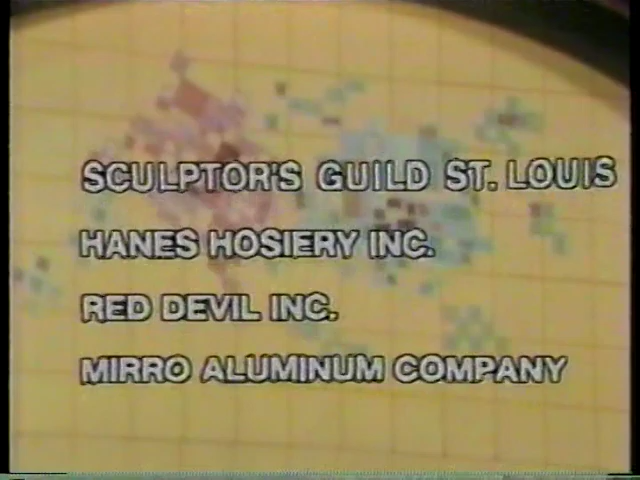 SCULPTOR'S GUILD ST. LOUIS
HANES HOSIERY INC.
RED DEVIL INC.
MIRRO ALUMINUM COMPANY